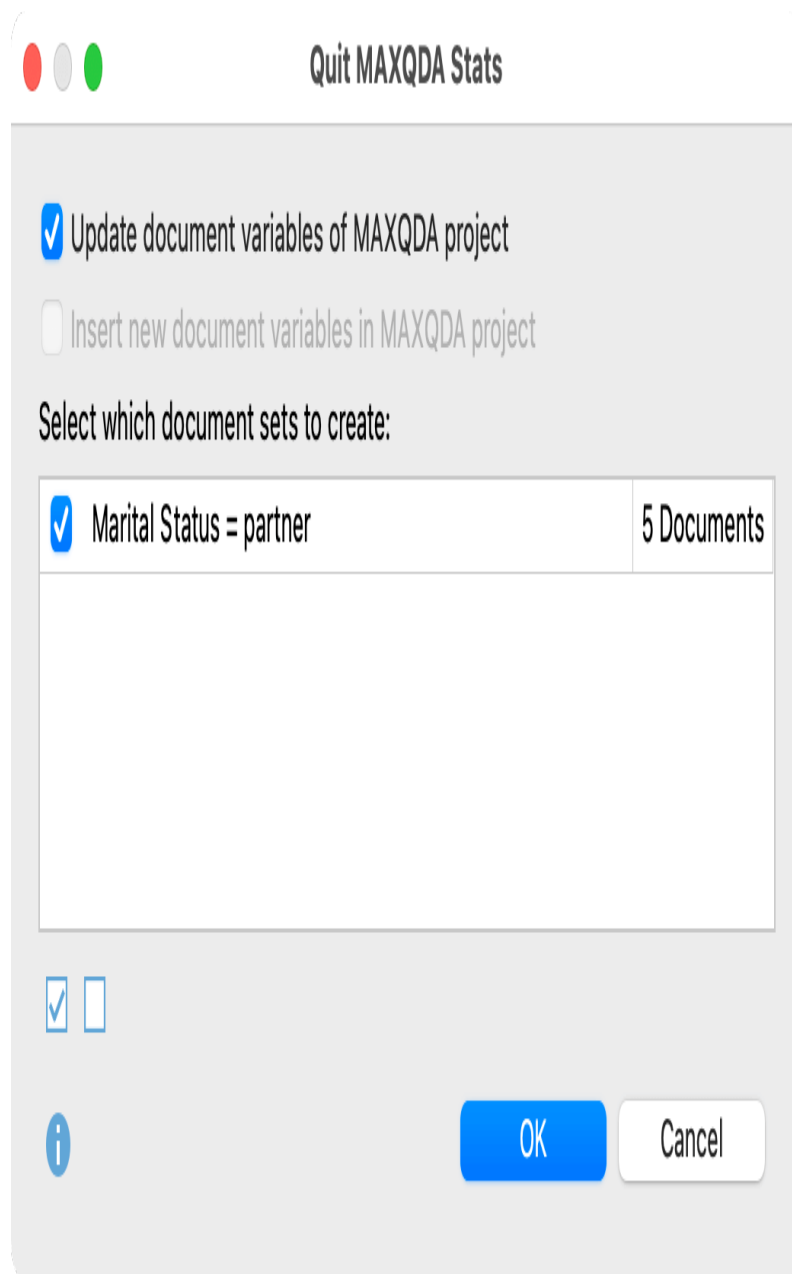 Quit MAXQDA Stats
Update document variables of MAXQDA project
Insert new document variables in MAXQDA project
Select which document sets to create:
Marital Status = partner 5 Documents
OK Cancel